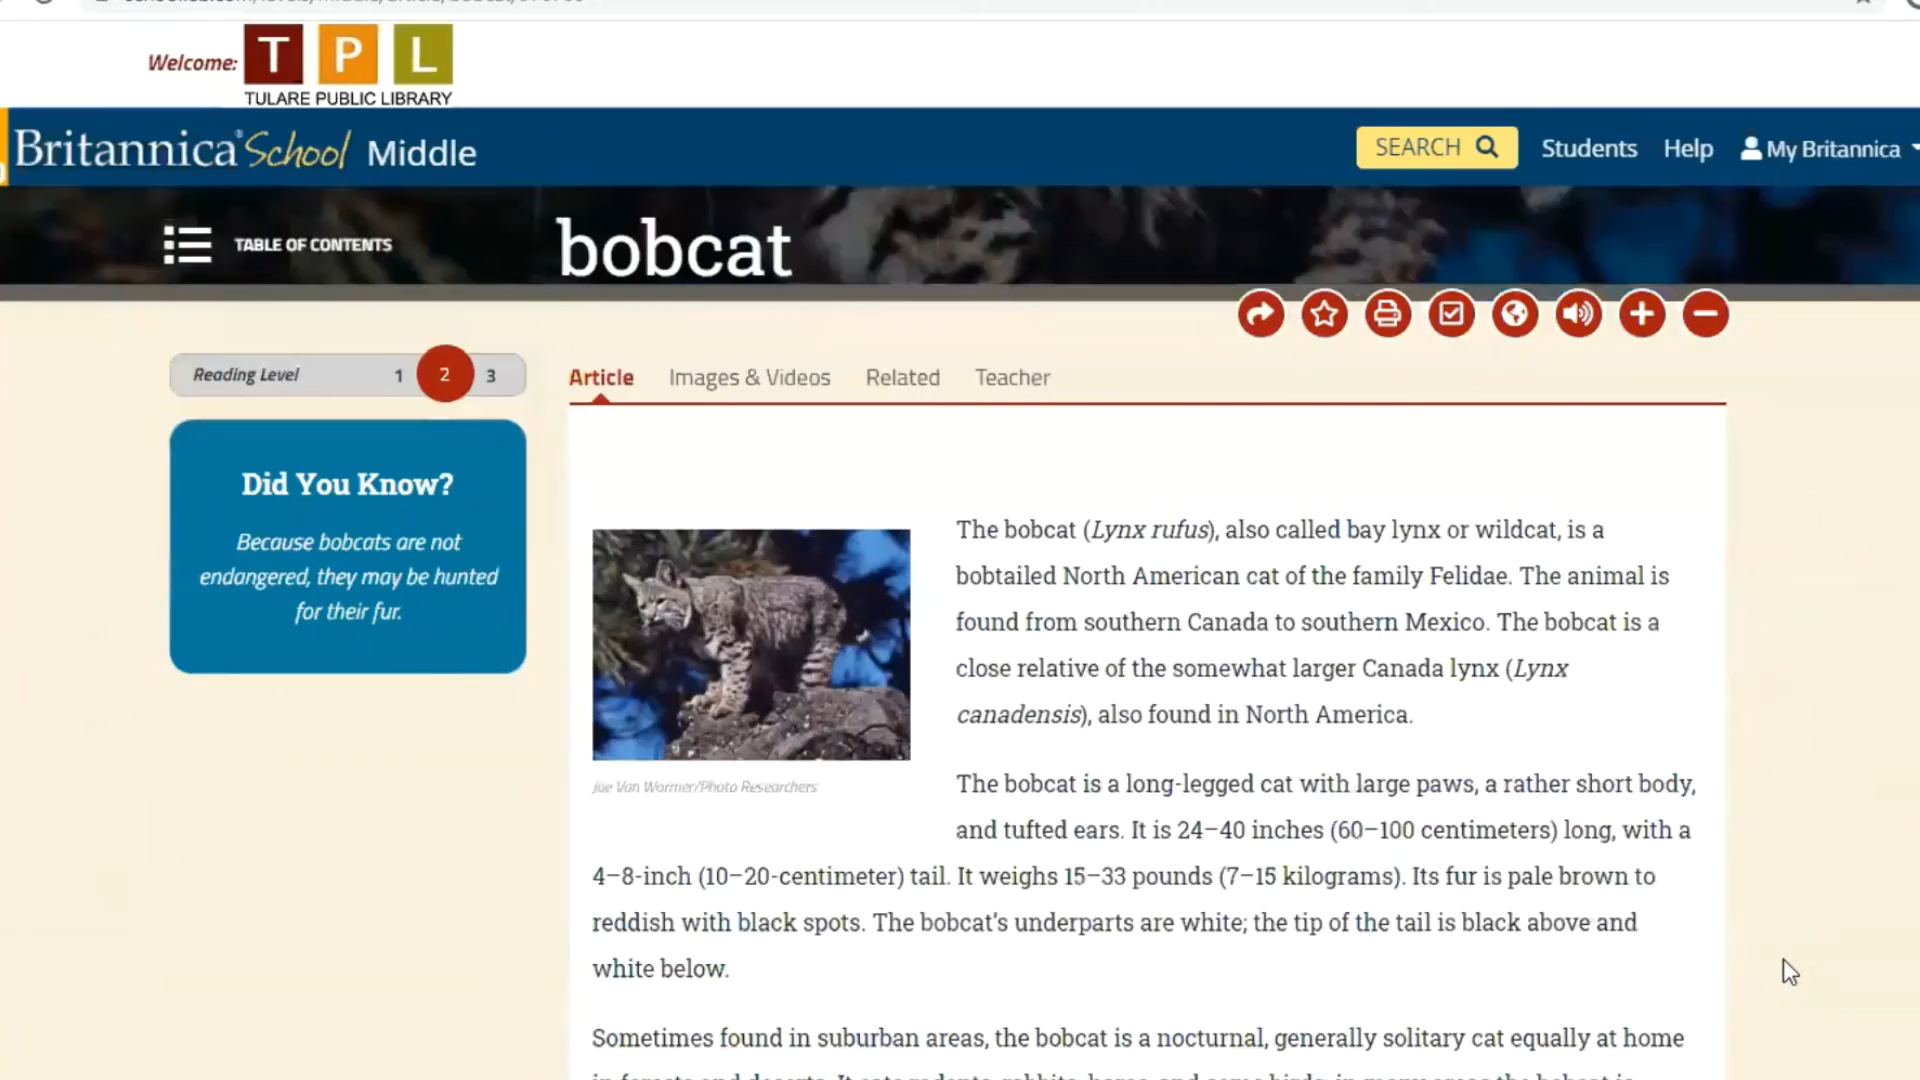 Welcome:
T P L
TULARE PUBLIC LIBRARY
Britannica® School Middle
SEARCH
Students
Help
My Britannica
TABLE OF CONTENTS
bobcat
Reading Level 1 2 3
Article
Images & Videos
Related
Teacher
Did You Know?
Because bobcats are not
endangered, they may be hunted
for their fur.
Joe Van Wormer/Photo Researchers
The bobcat (Lynx rufus), also called bay lynx or wildcat, is a
bobtailed North American cat of the family Felidae. The animal is
found from southern Canada to southern Mexico. The bobcat is a
close relative of the somewhat larger Canada lynx (Lynx
canadensis), also found in North America.
The bobcat is a long-legged cat with large paws, a rather short body,
and tufted ears. It is 24–40 inches (60–100 centimeters) long, with a
4–8-inch (10–20-centimeter) tail. It weighs 15–33 pounds (7–15 kilograms). Its fur is pale brown to
reddish with black spots. The bobcat's underparts are white; the tip of the tail is black above and
white below.
Sometimes found in suburban areas, the bobcat is a nocturnal, generally solitary cat equally at home